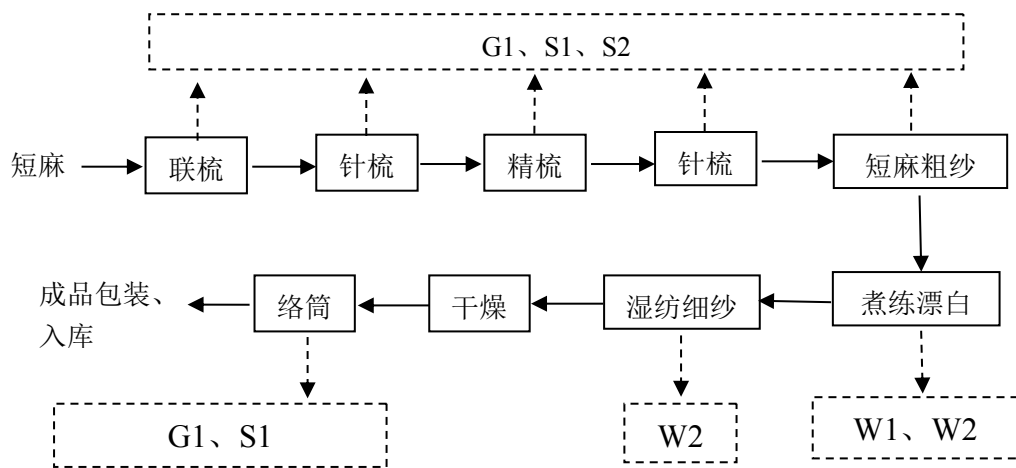 G1、S1、S2
短麻
联梳
针梳
精梳
针梳
短麻粗纱
成品包装、
入库
络筒
干燥
湿纺细纱
煮练漂白
G1、S1
W2
W1、W2